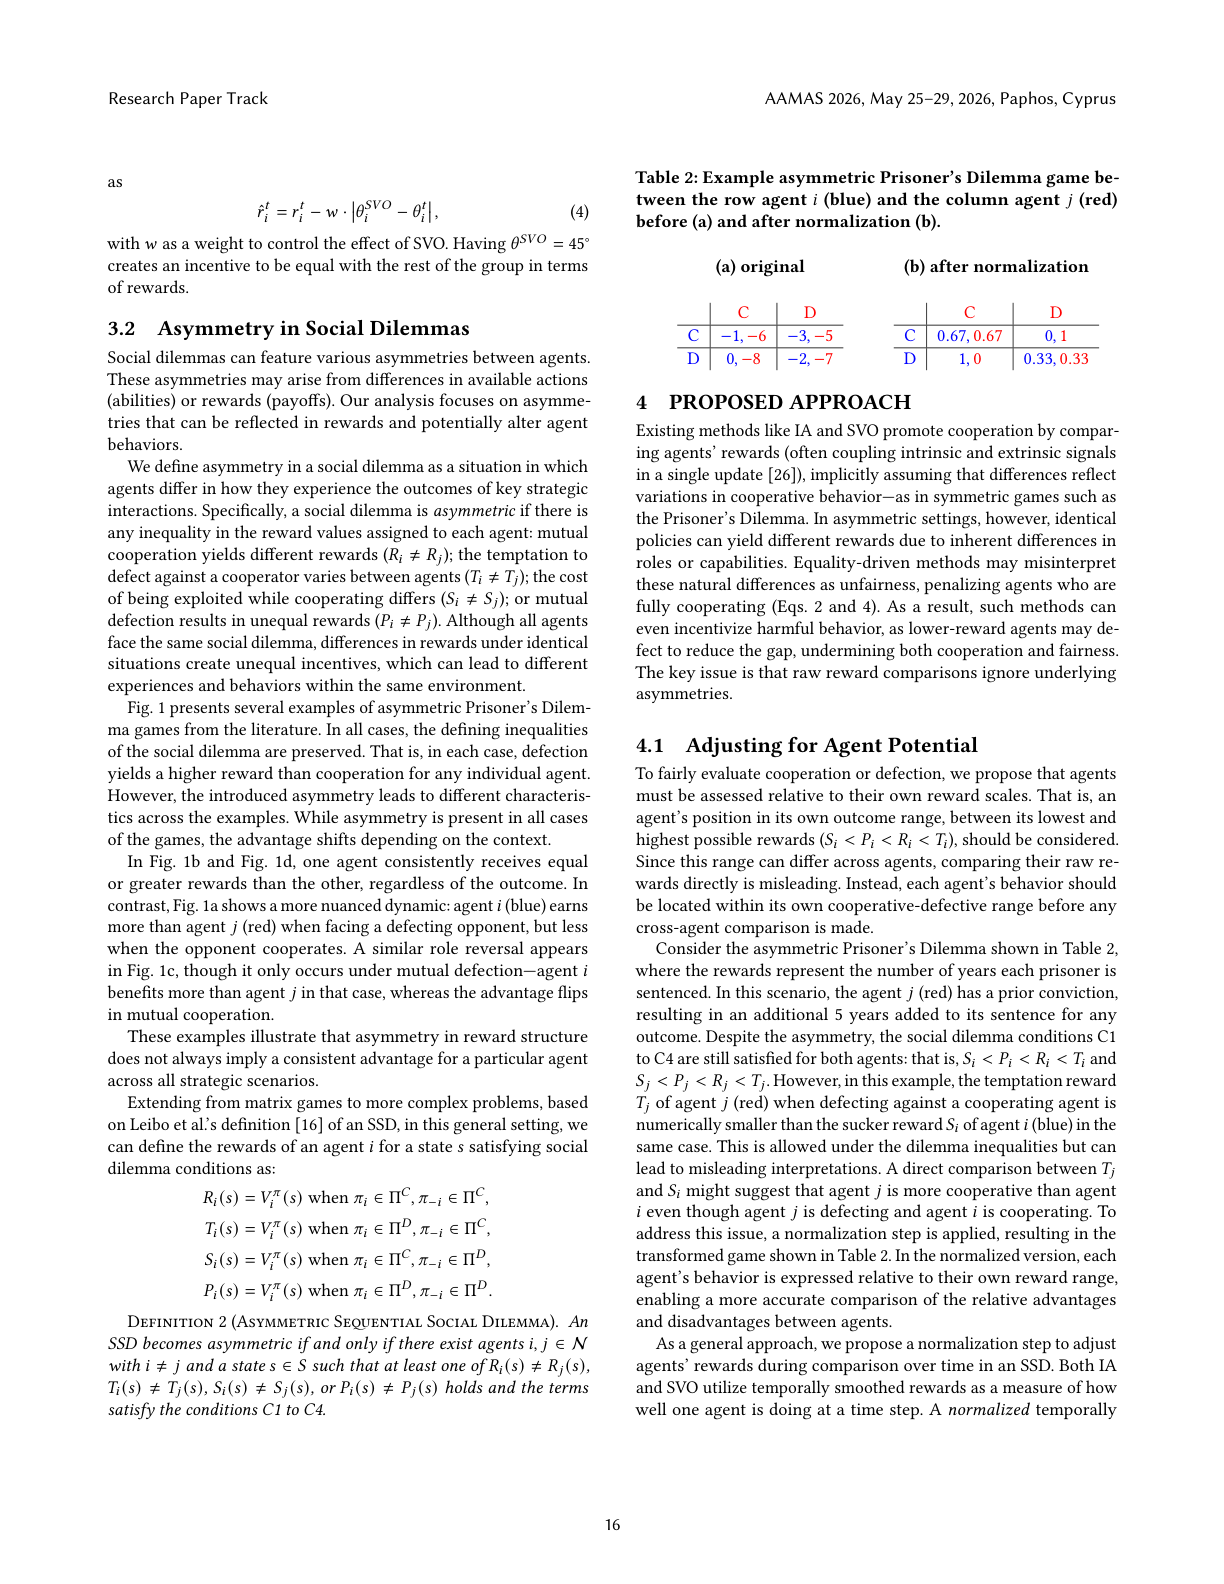 Research Paper Track
AAMAS 2026, May 25–29, 2026, Paphos, Cyprus
as
r̂ᵢᵗ = rᵢᵗ − w · |θᵢˢⱽᴼ − θᵢᵗ|, (4)
with w as a weight to control the effect of SVO. Having θˢⱽᴼ = 45°
creates an incentive to be equal with the rest of the group in terms
of rewards.
3.2 Asymmetry in Social Dilemmas
Social dilemmas can feature various asymmetries between agents.
These asymmetries may arise from differences in available actions
(abilities) or rewards (payoffs). Our analysis focuses on asymme-
tries that can be reflected in rewards and potentially alter agent
behaviors.
We define asymmetry in a social dilemma as a situation in which
agents differ in how they experience the outcomes of key strategic
interactions. Specifically, a social dilemma is asymmetric if there is
any inequality in the reward values assigned to each agent: mutual
cooperation yields different rewards (Rᵢ ≠ Rⱼ); the temptation to
defect against a cooperator varies between agents (Tᵢ ≠ Tⱼ); the cost
of being exploited while cooperating differs (Sᵢ ≠ Sⱼ); or mutual
defection results in unequal rewards (Pᵢ ≠ Pⱼ). Although all agents
face the same social dilemma, differences in rewards under identical
situations create unequal incentives, which can lead to different
experiences and behaviors within the same environment.
Fig. 1 presents several examples of asymmetric Prisoner's Dilem-
ma games from the literature. In all cases, the defining inequalities
of the social dilemma are preserved. That is, in each case, defection
yields a higher reward than cooperation for any individual agent.
However, the introduced asymmetry leads to different characteris-
tics across the examples. While asymmetry is present in all cases
of the games, the advantage shifts depending on the context.
In Fig. 1b and Fig. 1d, one agent consistently receives equal
or greater rewards than the other, regardless of the outcome. In
contrast, Fig. 1a shows a more nuanced dynamic: agent i (blue) earns
more than agent j (red) when facing a defecting opponent, but less
when the opponent cooperates. A similar role reversal appears
in Fig. 1c, though it only occurs under mutual defection—agent i
benefits more than agent j in that case, whereas the advantage flips
in mutual cooperation.
These examples illustrate that asymmetry in reward structure
does not always imply a consistent advantage for a particular agent
across all strategic scenarios.
Extending from matrix games to more complex problems, based
on Leibo et al.'s definition [16] of an SSD, in this general setting, we
can define the rewards of an agent i for a state s satisfying social
dilemma conditions as:
Rᵢ(s) = Vᵢ^π(s) when πᵢ ∈ Π^C, π₋ᵢ ∈ Π^C,
Tᵢ(s) = Vᵢ^π(s) when πᵢ ∈ Π^D, π₋ᵢ ∈ Π^C,
Sᵢ(s) = Vᵢ^π(s) when πᵢ ∈ Π^C, π₋ᵢ ∈ Π^D,
Pᵢ(s) = Vᵢ^π(s) when πᵢ ∈ Π^D, π₋ᵢ ∈ Π^D.
Definition 2 (Asymmetric Sequential Social Dilemma). An
SSD becomes asymmetric if and only if there exist agents i, j ∈ N
with i ≠ j and a state s ∈ S such that at least one of Rᵢ(s) ≠ Rⱼ(s),
Tᵢ(s) ≠ Tⱼ(s), Sᵢ(s) ≠ Sⱼ(s), or Pᵢ(s) ≠ Pⱼ(s) holds and the terms
satisfy the conditions C1 to C4.
Table 2: Example asymmetric Prisoner's Dilemma game be-
tween the row agent i (blue) and the column agent j (red)
before (a) and after normalization (b).
(a) original
C D
C −1, −6 −3, −5
D 0, −8 −2, −7
(b) after normalization
C D
C 0.67, 0.67 0, 1
D 1, 0 0.33, 0.33
4 PROPOSED APPROACH
Existing methods like IA and SVO promote cooperation by compar-
ing agents' rewards (often coupling intrinsic and extrinsic signals
in a single update [26]), implicitly assuming that differences reflect
variations in cooperative behavior—as in symmetric games such as
the Prisoner's Dilemma. In asymmetric settings, however, identical
policies can yield different rewards due to inherent differences in
roles or capabilities. Equality-driven methods may misinterpret
these natural differences as unfairness, penalizing agents who are
fully cooperating (Eqs. 2 and 4). As a result, such methods can
even incentivize harmful behavior, as lower-reward agents may de-
fect to reduce the gap, undermining both cooperation and fairness.
The key issue is that raw reward comparisons ignore underlying
asymmetries.
4.1 Adjusting for Agent Potential
To fairly evaluate cooperation or defection, we propose that agents
must be assessed relative to their own reward scales. That is, an
agent's position in its own outcome range, between its lowest and
highest possible rewards (Sᵢ < Pᵢ < Rᵢ < Tᵢ), should be considered.
Since this range can differ across agents, comparing their raw re-
wards directly is misleading. Instead, each agent's behavior should
be located within its own cooperative-defective range before any
cross-agent comparison is made.
Consider the asymmetric Prisoner's Dilemma shown in Table 2,
where the rewards represent the number of years each prisoner is
sentenced. In this scenario, the agent j (red) has a prior conviction,
resulting in an additional 5 years added to its sentence for any
outcome. Despite the asymmetry, the social dilemma conditions C1
to C4 are still satisfied for both agents: that is, Sᵢ < Pᵢ < Rᵢ < Tᵢ and
Sⱼ < Pⱼ < Rⱼ < Tⱼ. However, in this example, the temptation reward
Tⱼ of agent j (red) when defecting against a cooperating agent is
numerically smaller than the sucker reward Sᵢ of agent i (blue) in the
same case. This is allowed under the dilemma inequalities but can
lead to misleading interpretations. A direct comparison between Tⱼ
and Sᵢ might suggest that agent j is more cooperative than agent
i even though agent j is defecting and agent i is cooperating. To
address this issue, a normalization step is applied, resulting in the
transformed game shown in Table 2. In the normalized version, each
agent's behavior is expressed relative to their own reward range,
enabling a more accurate comparison of the relative advantages
and disadvantages between agents.
As a general approach, we propose a normalization step to adjust
agents' rewards during comparison over time in an SSD. Both IA
and SVO utilize temporally smoothed rewards as a measure of how
well one agent is doing at a time step. A normalized temporally
16